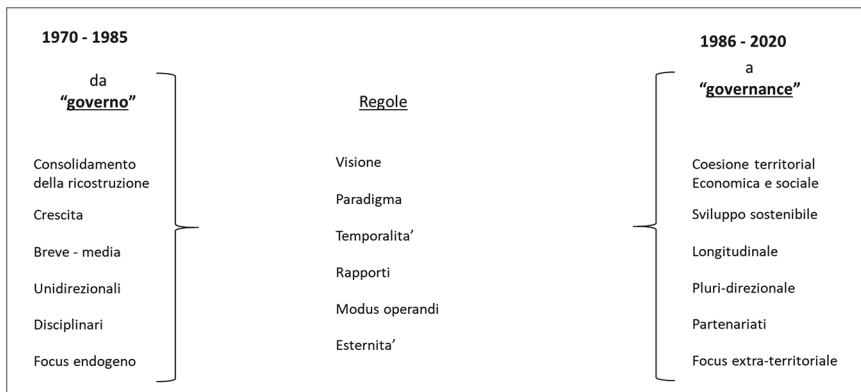 1970 - 1985
da
“governo”
Consolidamento
della ricostruzione
Crescita
Breve - media
Unidirezionali
Disciplinari
Focus endogeno
Regole
Visione
Paradigma
Temporalita’
Rapporti
Modus operandi
Esternita’
1986 - 2020
a
“governance”
Coesione territorial
Economica e sociale
Sviluppo sostenibile
Longitudinale
Pluri-direzionale
Partenariati
Focus extra-territoriale